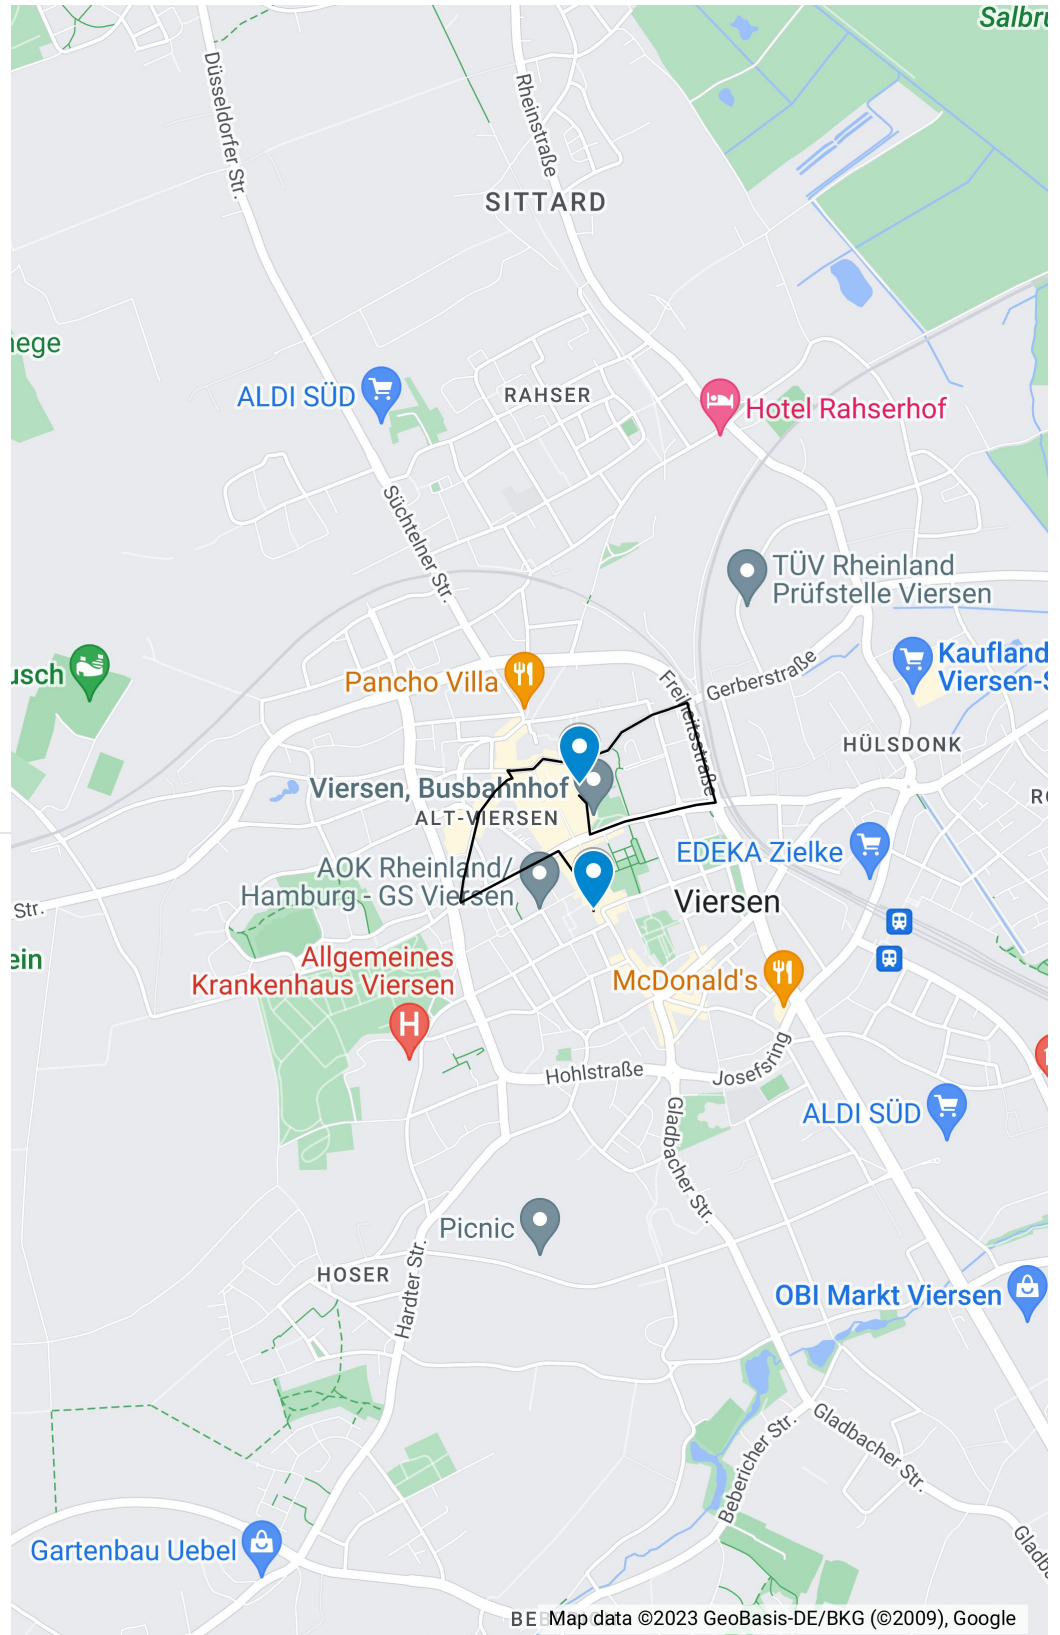 Salbru
Düsseldorfer Str.
Rheinstraße
SITTARD
ege
ALDI SÜD
RAHSER
Hotel Rahserhof
Süchtelner Str.
TÜV Rheinland
Prüfstelle Viersen
usch
Pancho Villa
Freiheitsstraße
Gerberstraße
Kaufland
Viersen-S
HÜLSDONK
Viersen, Busbahnhof
ALT-VIERSEN
EDEKA Zielke
AOK Rheinland/
Hamburg - GS Viersen
Viersen
Str.
ein
Allgemeines
Krankenhaus Viersen
H
McDonald's
Hohlstraße
Josefsring
ALDI SÜD
Gladbacher Str.
Picnic
HOSER
Hardter Str.
OBI Markt Viersen
Bebericher Str.
Gladbacher Str.
Gartenbau Uebel
Gladb
BEB
Map data ©2023 GeoBasis-DE/BKG (©2009), Google